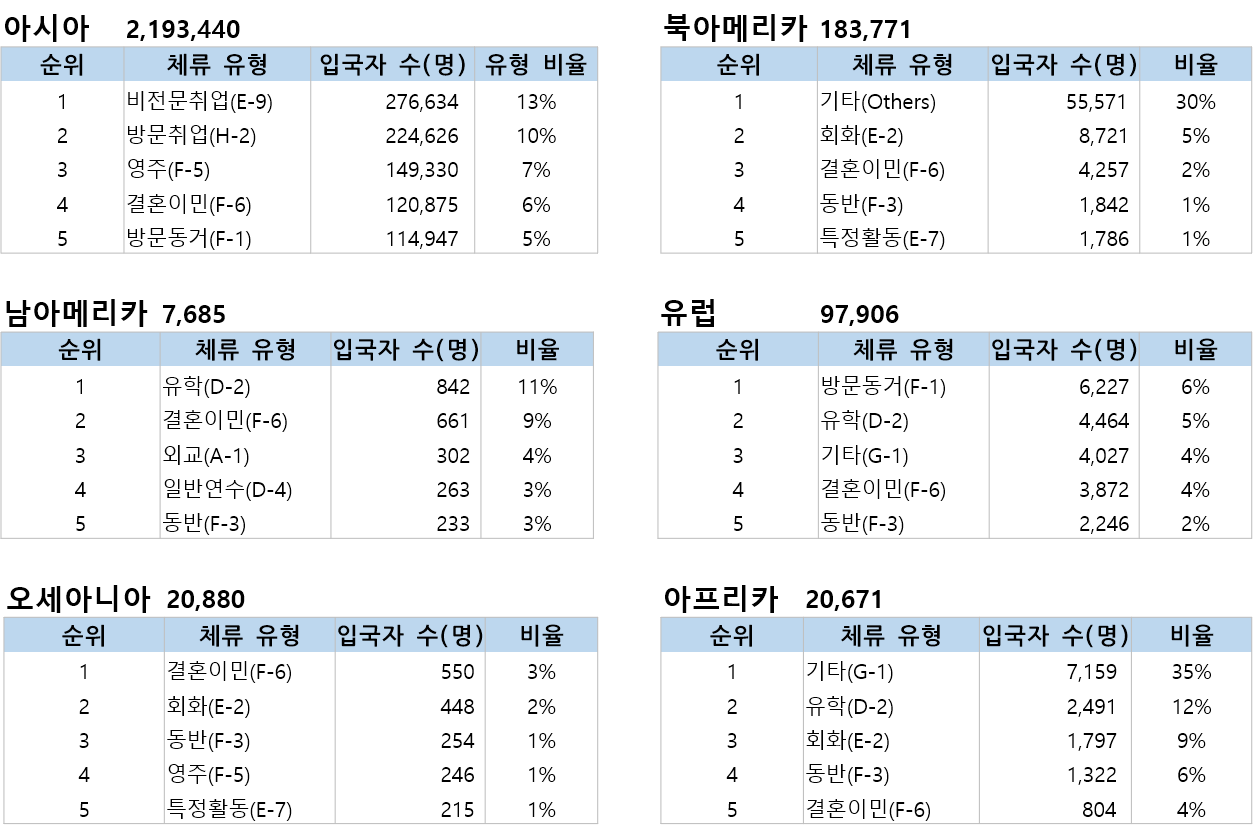 아시아 2,193,440
순위 체류 유형 입국자 수(명) 유형 비율
1 비전문취업(E-9) 276,634 13%
2 방문취업(H-2) 224,626 10%
3 영주(F-5) 149,330 7%
4 결혼이민(F-6) 120,875 6%
5 방문동거(F-1) 114,947 5%
북아메리카 183,771
순위 체류 유형 입국자 수(명) 비율
1 기타(Others) 55,571 30%
2 회화(E-2) 8,721 5%
3 결혼이민(F-6) 4,257 2%
4 동반(F-3) 1,842 1%
5 특정활동(E-7) 1,786 1%
남아메리카 7,685
순위 체류 유형 입국자 수(명) 비율
1 유학(D-2) 842 11%
2 결혼이민(F-6) 661 9%
3 외교(A-1) 302 4%
4 일반연수(D-4) 263 3%
5 동반(F-3) 233 3%
유럽 97,906
순위 체류 유형 입국자 수(명) 비율
1 방문동거(F-1) 6,227 6%
2 유학(D-2) 4,464 5%
3 기타(G-1) 4,027 4%
4 결혼이민(F-6) 3,872 4%
5 동반(F-3) 2,246 2%
오세아니아 20,880
순위 체류 유형 입국자 수(명) 비율
1 결혼이민(F-6) 550 3%
2 회화(E-2) 448 2%
3 동반(F-3) 254 1%
4 영주(F-5) 246 1%
5 특정활동(E-7) 215 1%
아프리카 20,671
순위 체류 유형 입국자 수(명) 비율
1 기타(G-1) 7,159 35%
2 유학(D-2) 2,491 12%
3 회화(E-2) 1,797 9%
4 동반(F-3) 1,322 6%
5 결혼이민(F-6) 804 4%